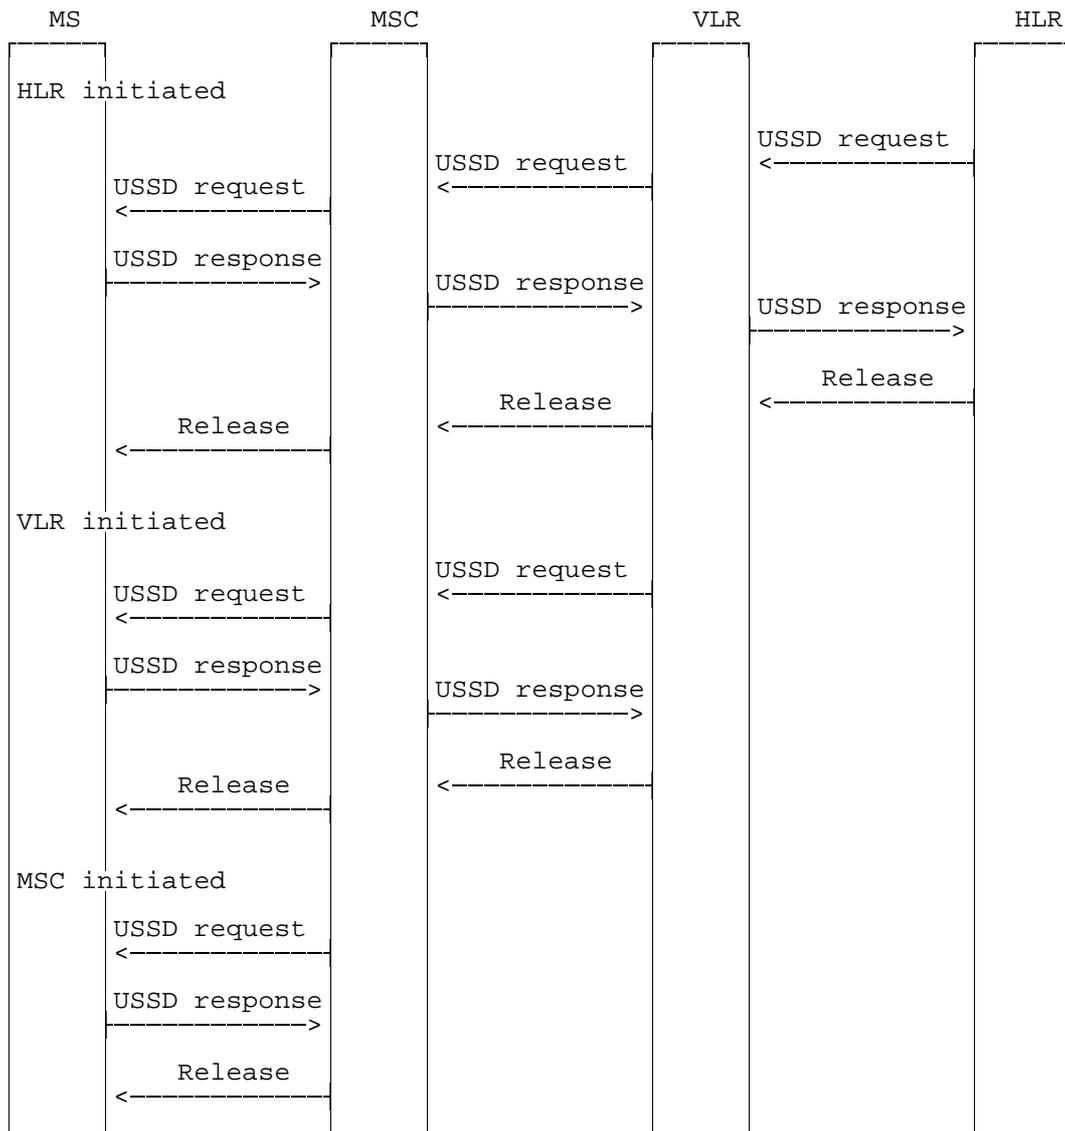 MS MSC VLR HLR
HLR initiated
USSD request
USSD request
USSD request
USSD response
USSD response
USSD response
Release
Release
Release
VLR initiated
USSD request
USSD request
USSD response
USSD response
Release
Release
MSC initiated
USSD request
USSD response
Release